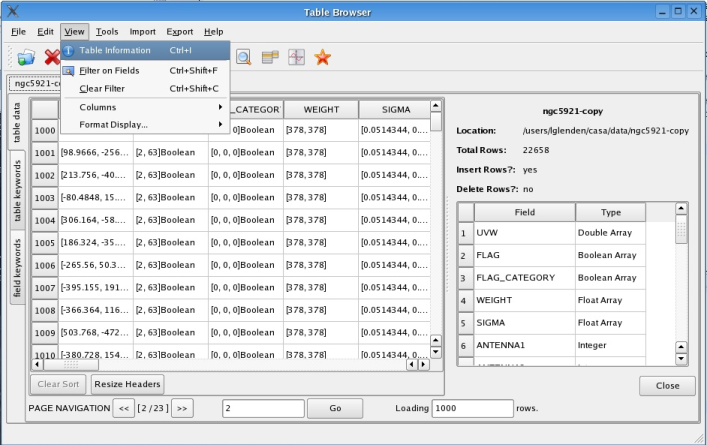 Table Browser
File Edit View Tools Import Export Help
Table Information Ctrl+I
Filter on Fields Ctrl+Shift+F
Clear Filter Ctrl+Shift+C
Columns
Format Display...
ngc5921-c
table data
table keywords
field keywords
_CATEGOR WEIGHT SIGMA
1000 0, 0]Boolean [378, 378] [0.0514344, 0....
1001 [98.9666, -256... [2, 63]Boolean [0, 0, 0]Boolean [378, 378] [0.0514344, 0....
1002 [213.756, -40.... [2, 63]Boolean [0, 0, 0]Boolean [378, 378] [0.0514344, 0....
1003 [-80.4848, 15.... [2, 63]Boolean [0, 0, 0]Boolean [378, 378] [0.0514344, 0....
1004 [306.164, -58.... [2, 63]Boolean [0, 0, 0]Boolean [378, 378] [0.0514344, 0....
1005 [186.324, -35.... [2, 63]Boolean [0, 0, 0]Boolean [378, 378] [0.0514344, 0....
1006 [-265.56, 50.3... [2, 63]Boolean [0, 0, 0]Boolean [378, 378] [0.0514344, 0....
1007 [-395.155, 191... [2, 63]Boolean [0, 0, 0]Boolean [378, 378] [0.0514344, 0....
1008 [-366.364, 116... [2, 63]Boolean [0, 0, 0]Boolean [378, 378] [0.0514344, 0....
1009 [503.768, -472... [2, 63]Boolean [0, 0, 0]Boolean [378, 378] [0.0514344, 0....
1010 [-380.728, 154... [2, 63]Boolean [0, 0, 0]Boolean [378, 378] [0.0514344, 0....
Clear Sort Resize Headers
PAGE NAVIGATION << [2 / 23 ] >> 2 Go Loading 1000 rows.
ngc5921-copy
Location: /users/lglenden/casa/data/ngc5921-copy
Total Rows: 22658
Insert Rows?: yes
Delete Rows?: no
Field Type
1 UVW Double Array
2 FLAG Boolean Array
3 FLAG_CATEGORY Boolean Array
4 WEIGHT Float Array
5 SIGMA Float Array
6 ANTENNA1 Integer
Close